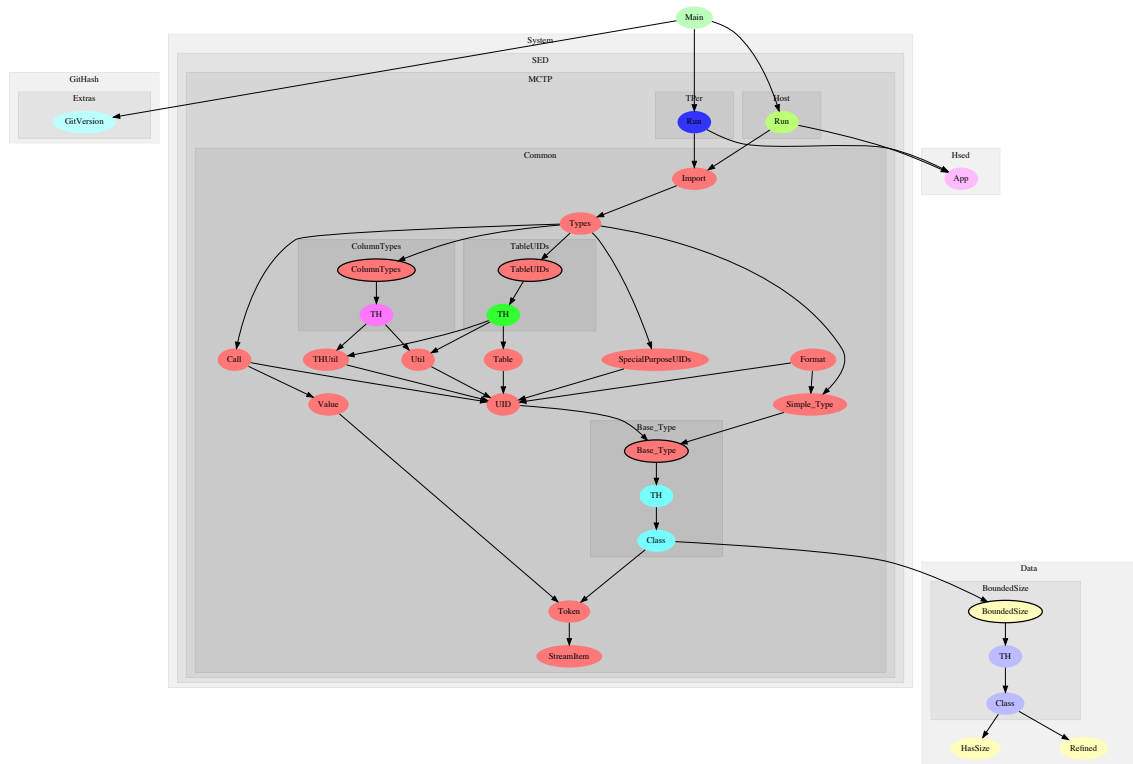 Main
System
SED
GitHash
MCTP
Extras
TPer
Host
GitVersion
Run
Run
Common
Hsed
Import
App
Types
ColumnTypes
TableUIDs
ColumnTypes
TableUIDs
TH
TH
Call
THUtil
Util
Table
SpecialPurposeUIDs
Format
Value
UID
Simple_Type
Base_Type
Base_Type
TH
Class
Data
BoundedSize
Token
BoundedSize
StreamItem
TH
Class
HasSize
Refined